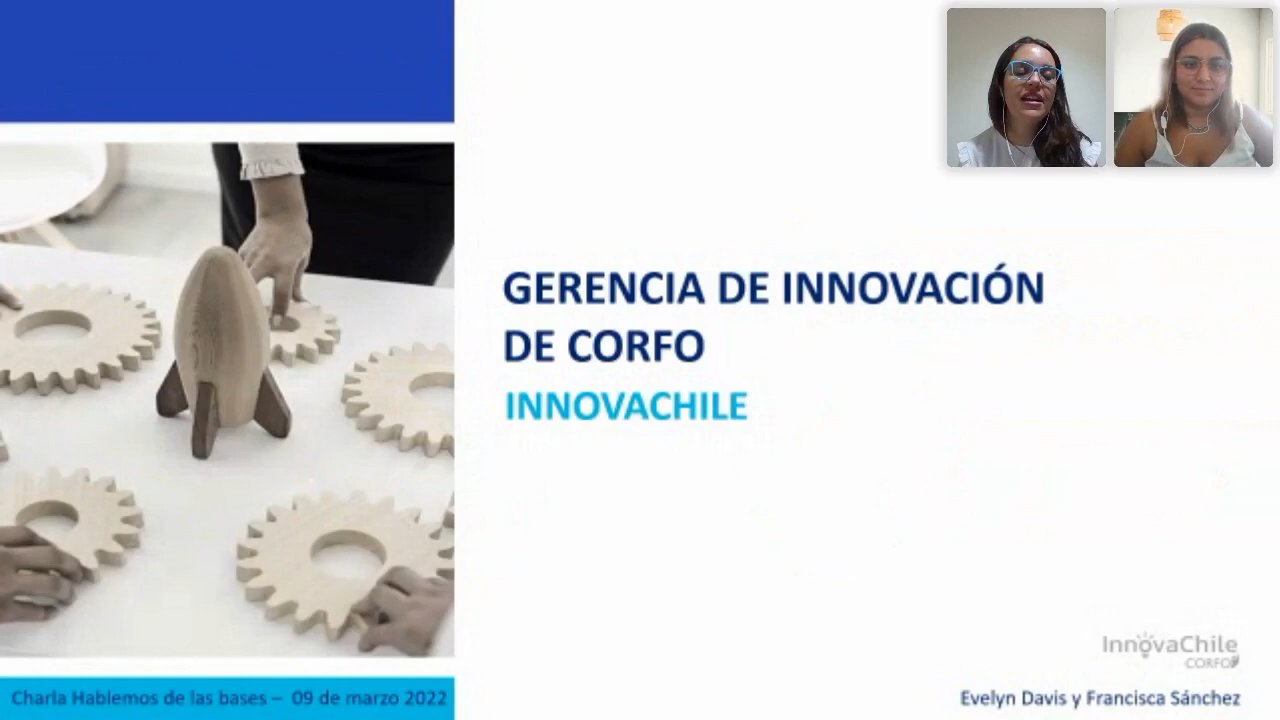 GERENCIA DE INNOVACIÓN
DE CORFO
INNOVACHILE
InnovaChile
CORFO
Charla Hablemos de las bases – 09 de marzo 2022
Evelyn Davis y Francisca Sánchez